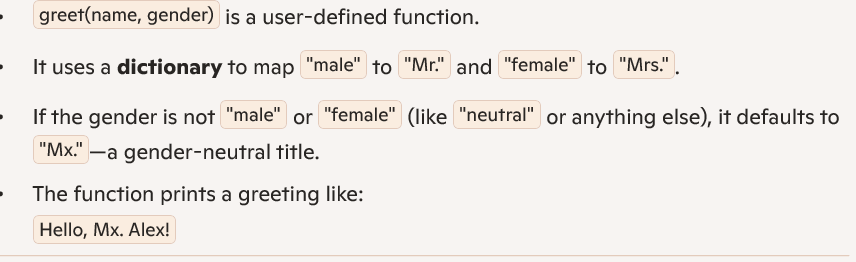 • greet(name, gender) is a user-defined function.
• It uses a dictionary to map "male" to "Mr." and "female" to "Mrs.".
• If the gender is not "male" or "female" (like "neutral" or anything else), it defaults to
"Mx."—a gender-neutral title.
• The function prints a greeting like:
Hello, Mx. Alex!